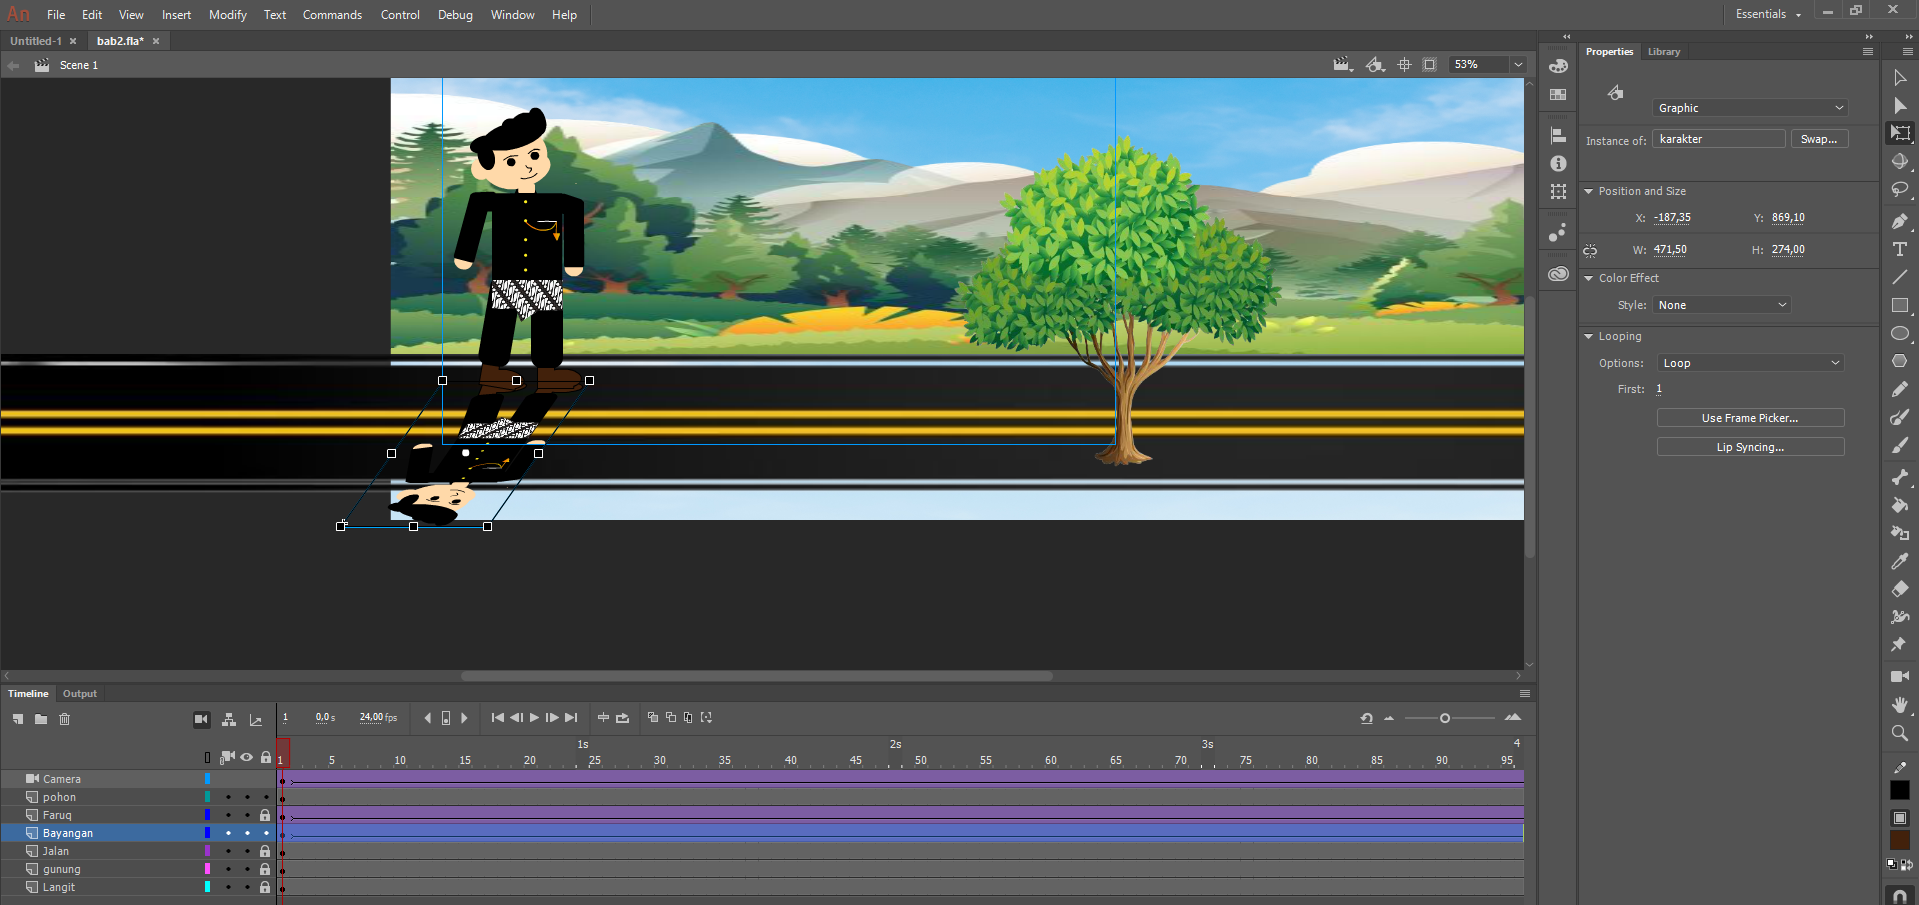 An File Edit View Insert Modify Text Commands Control Debug Window Help Essentials
Untitled-1 × bab2.fla* ×
Scene 1 53%
Properties Library
Graphic
Instance of: karakter Swap...
Position and Size
X: -187,35 Y: 869,10
W: 471,50 H: 274,00
Color Effect
Style: None
Looping
Options: Loop
First: 1
Use Frame Picker...
Lip Syncing...
Timeline Output
1 0,0 s 24,00 fps
1s 2s 3s 4
1 5 10 15 20 25 30 35 40 45 50 55 60 65 70 75 80 85 90 95
Camera
pohon
Faruq
Bayangan
Jalan
gunung
Langit